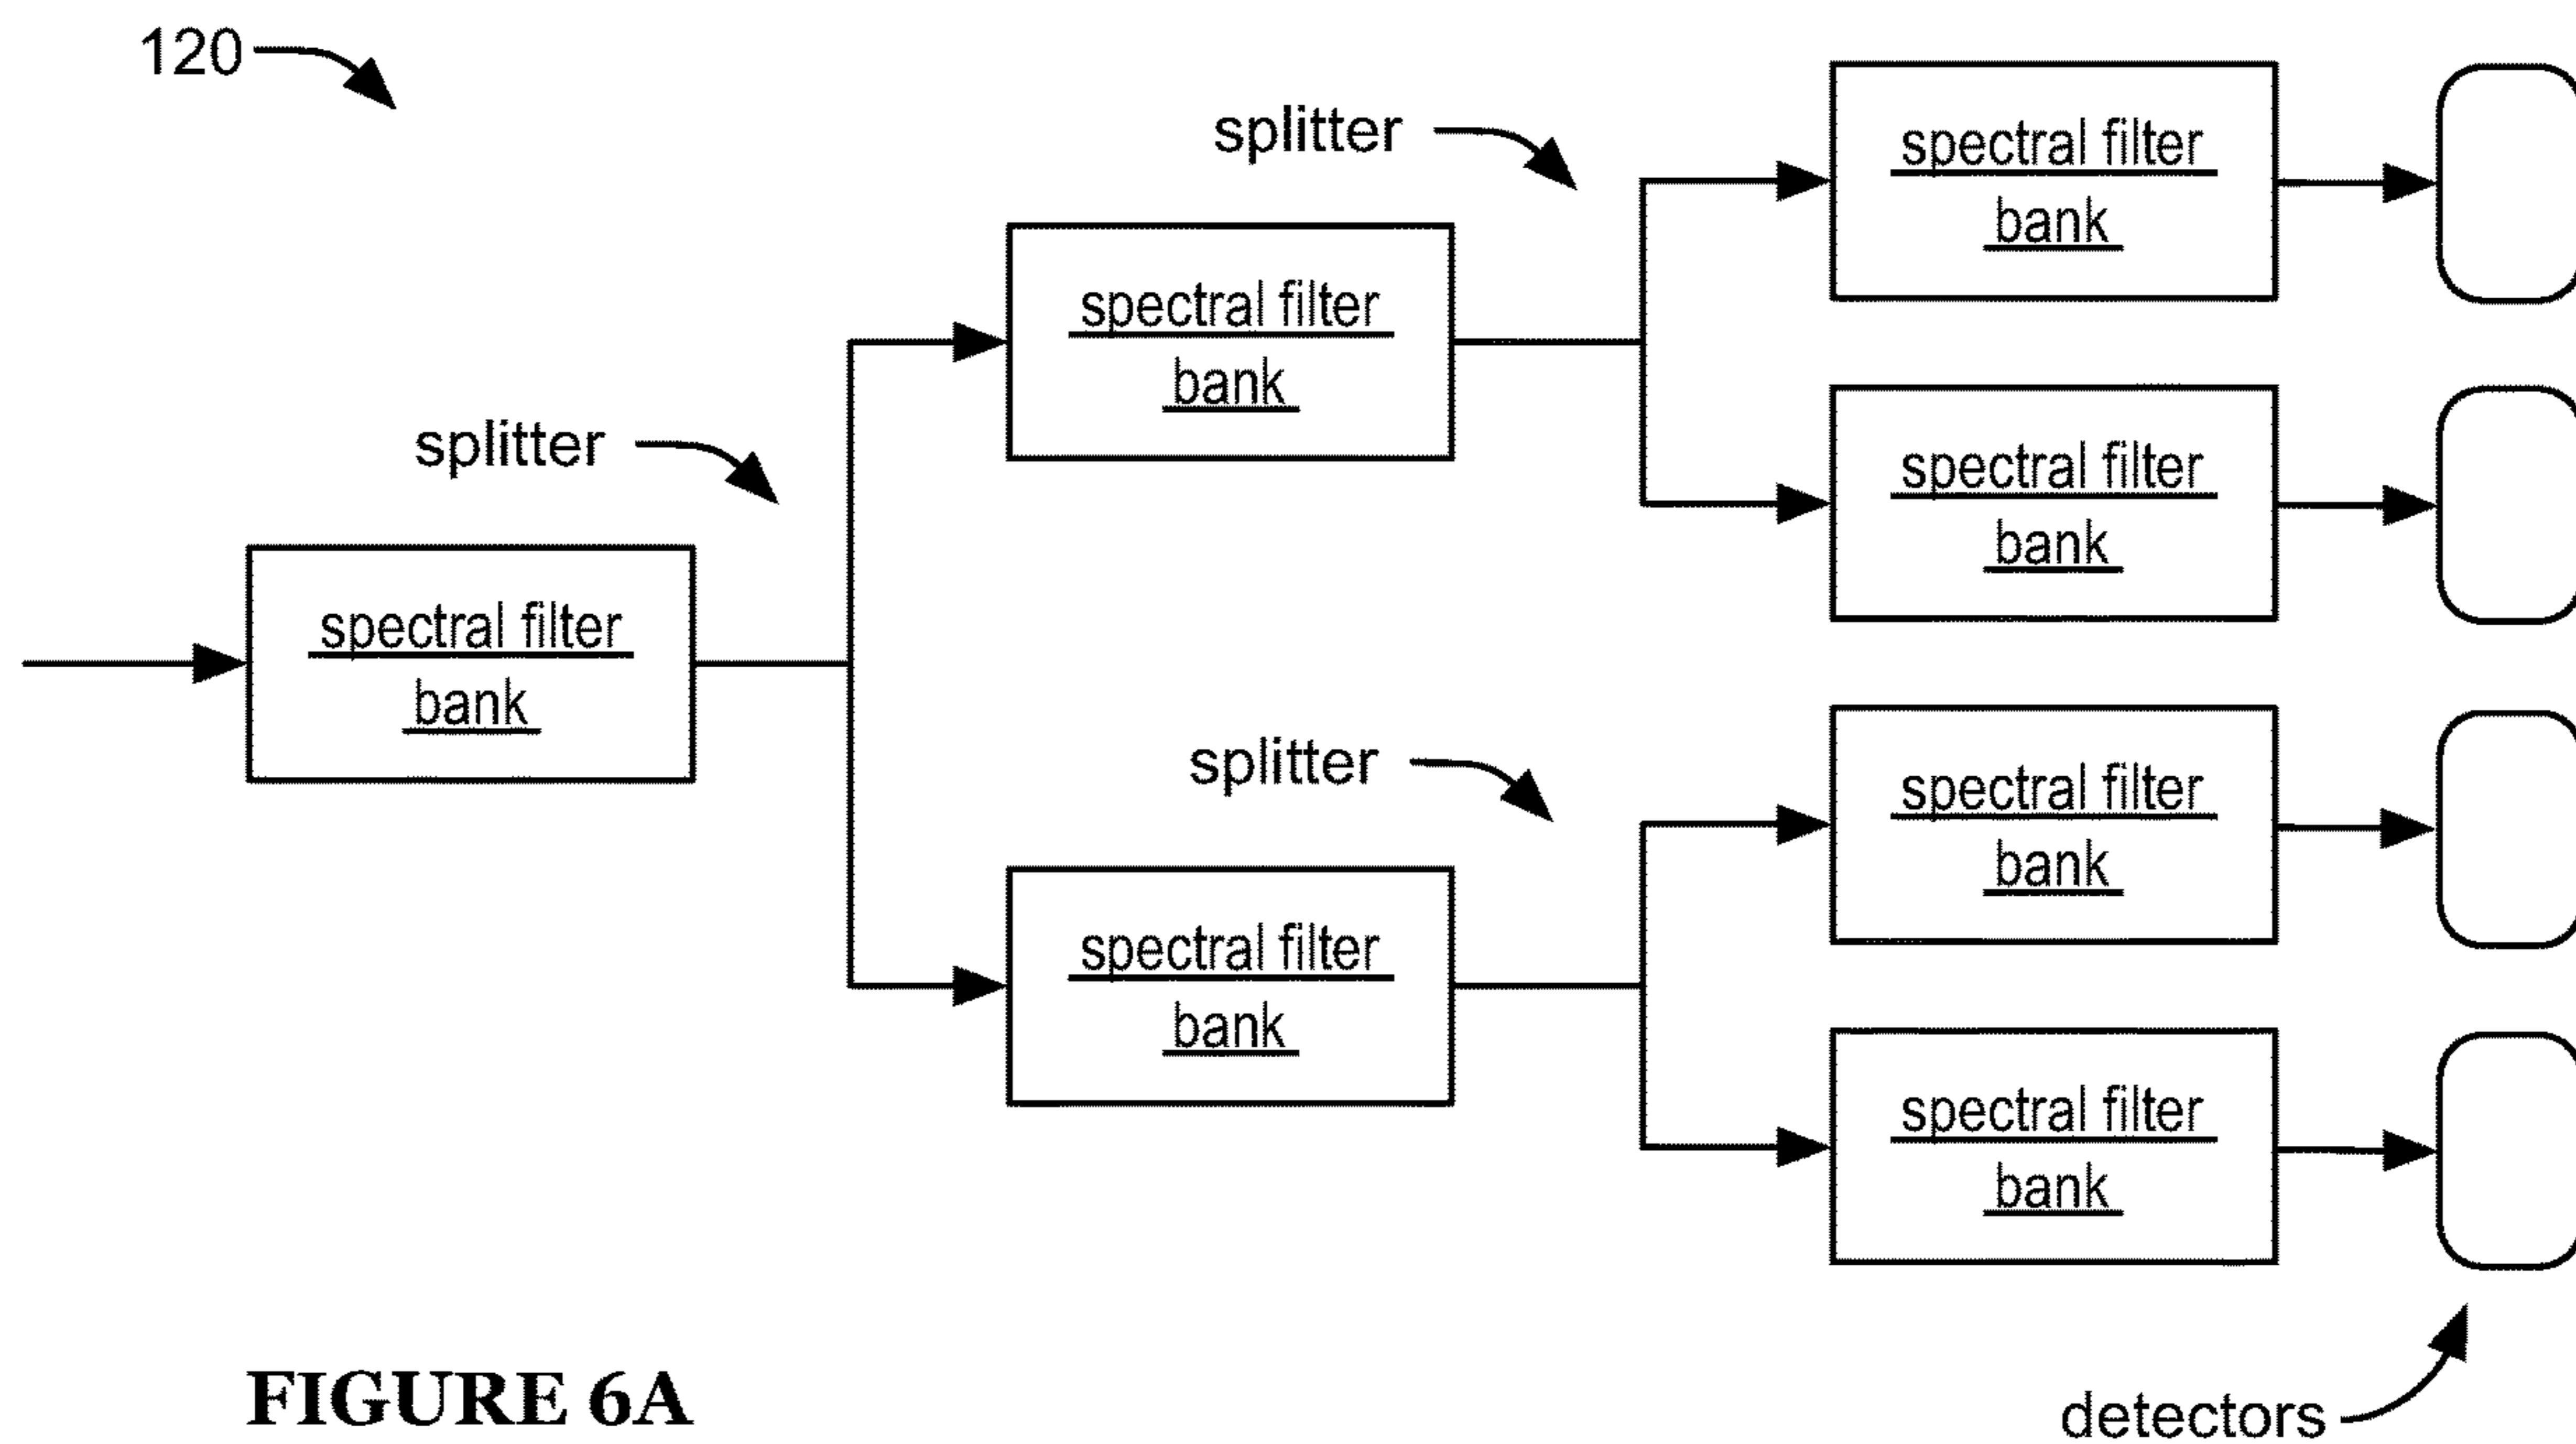 120
splitter
spectral filter
bank
spectral filter
bank
splitter
spectral filter
bank
spectral filter
bank
splitter
spectral filter
bank
spectral filter
bank
spectral filter
bank
FIGURE 6A
detectors